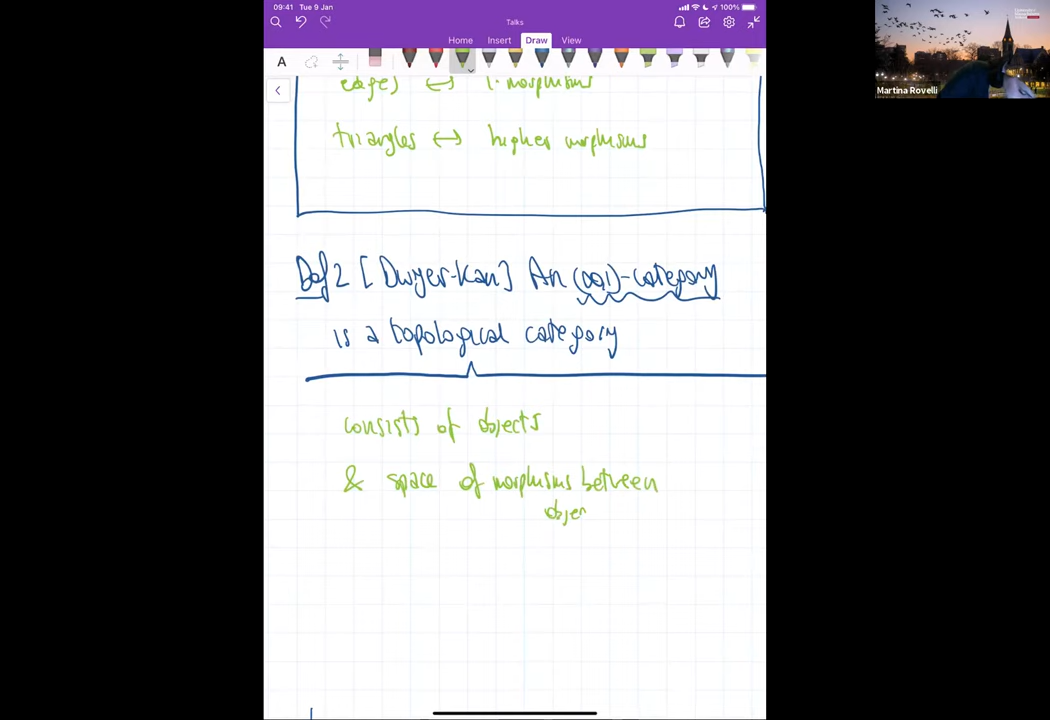 09:41 Tue 9 Jan
100%
Talks
Home Insert Draw View
A
edges ↔ 1-morphisms
triangles ↔ higher morphisms
Def 2 [Dwyer-Kan] An (∞,1)-category
is a topological category
consists of objects
& space of morphisms between
objec
Martina Rovelli